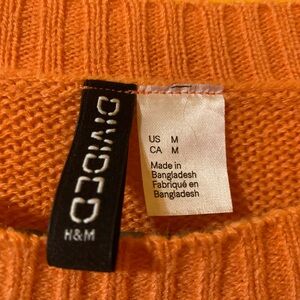 DIVIDED
H&M
US M
CA M
Made in
Bangladesh
Fabriqué en
Bangladesh